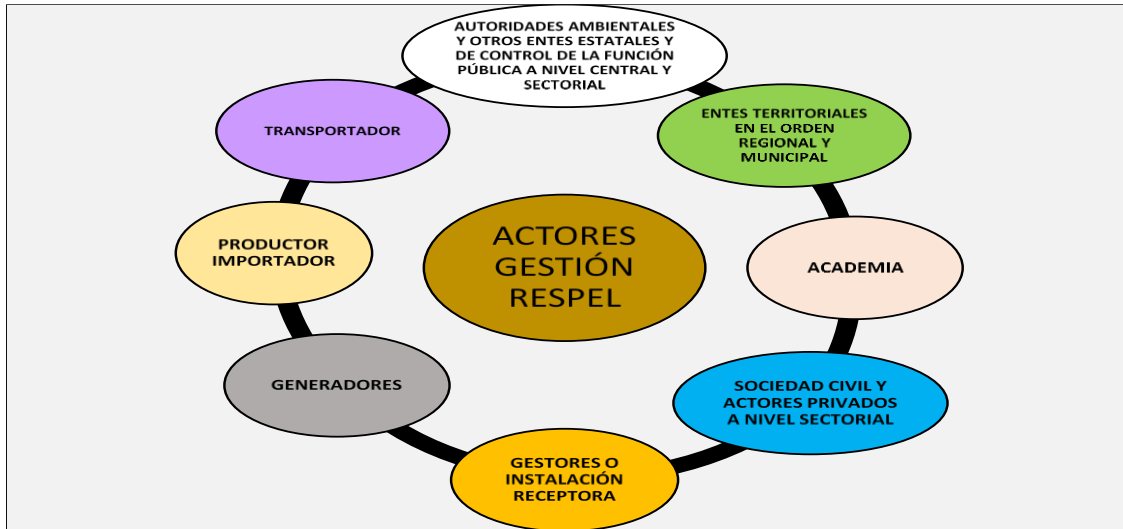 AUTORIDADES AMBIENTALES
Y OTROS ENTES ESTATALES Y
DE CONTROL DE LA FUNCIÓN
PÚBLICA A NIVEL CENTRAL Y
SECTORIAL
ENTES TERRITORIALES
EN EL ORDEN
REGIONAL Y
MUNICIPAL
ACADEMIA
SOCIEDAD CIVIL Y
ACTORES PRIVADOS
A NIVEL SECTORIAL
GESTORES O
INSTALACIÓN
RECEPTORA
GENERADORES
PRODUCTOR
IMPORTADOR
TRANSPORTADOR
ACTORES
GESTIÓN
RESPEL